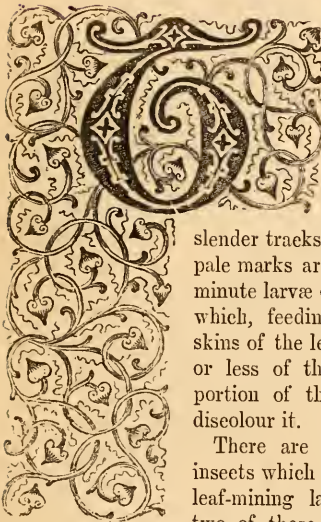 slender tracks
pale marks ar
minute larvæ
which, feedin
skins of the le
or less of th
portion of th
discolour it.
There are
insects which
leaf-mining la